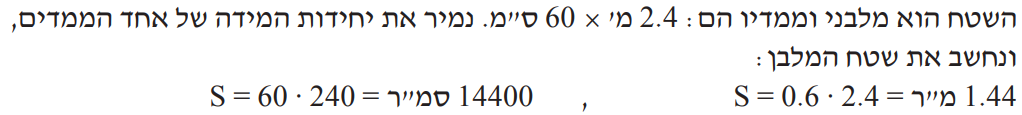 השטח הוא מלבני וממדיו הם: 2.4 מ׳ × 60 ס״מ. נמיר את יחידות המידה של אחד הממדים,
ונחשב את שטח המלבן:
S = 0.6 · 2.4 = 1.44 מ״ר , S = 60 · 240 = 14400 סמ״ר